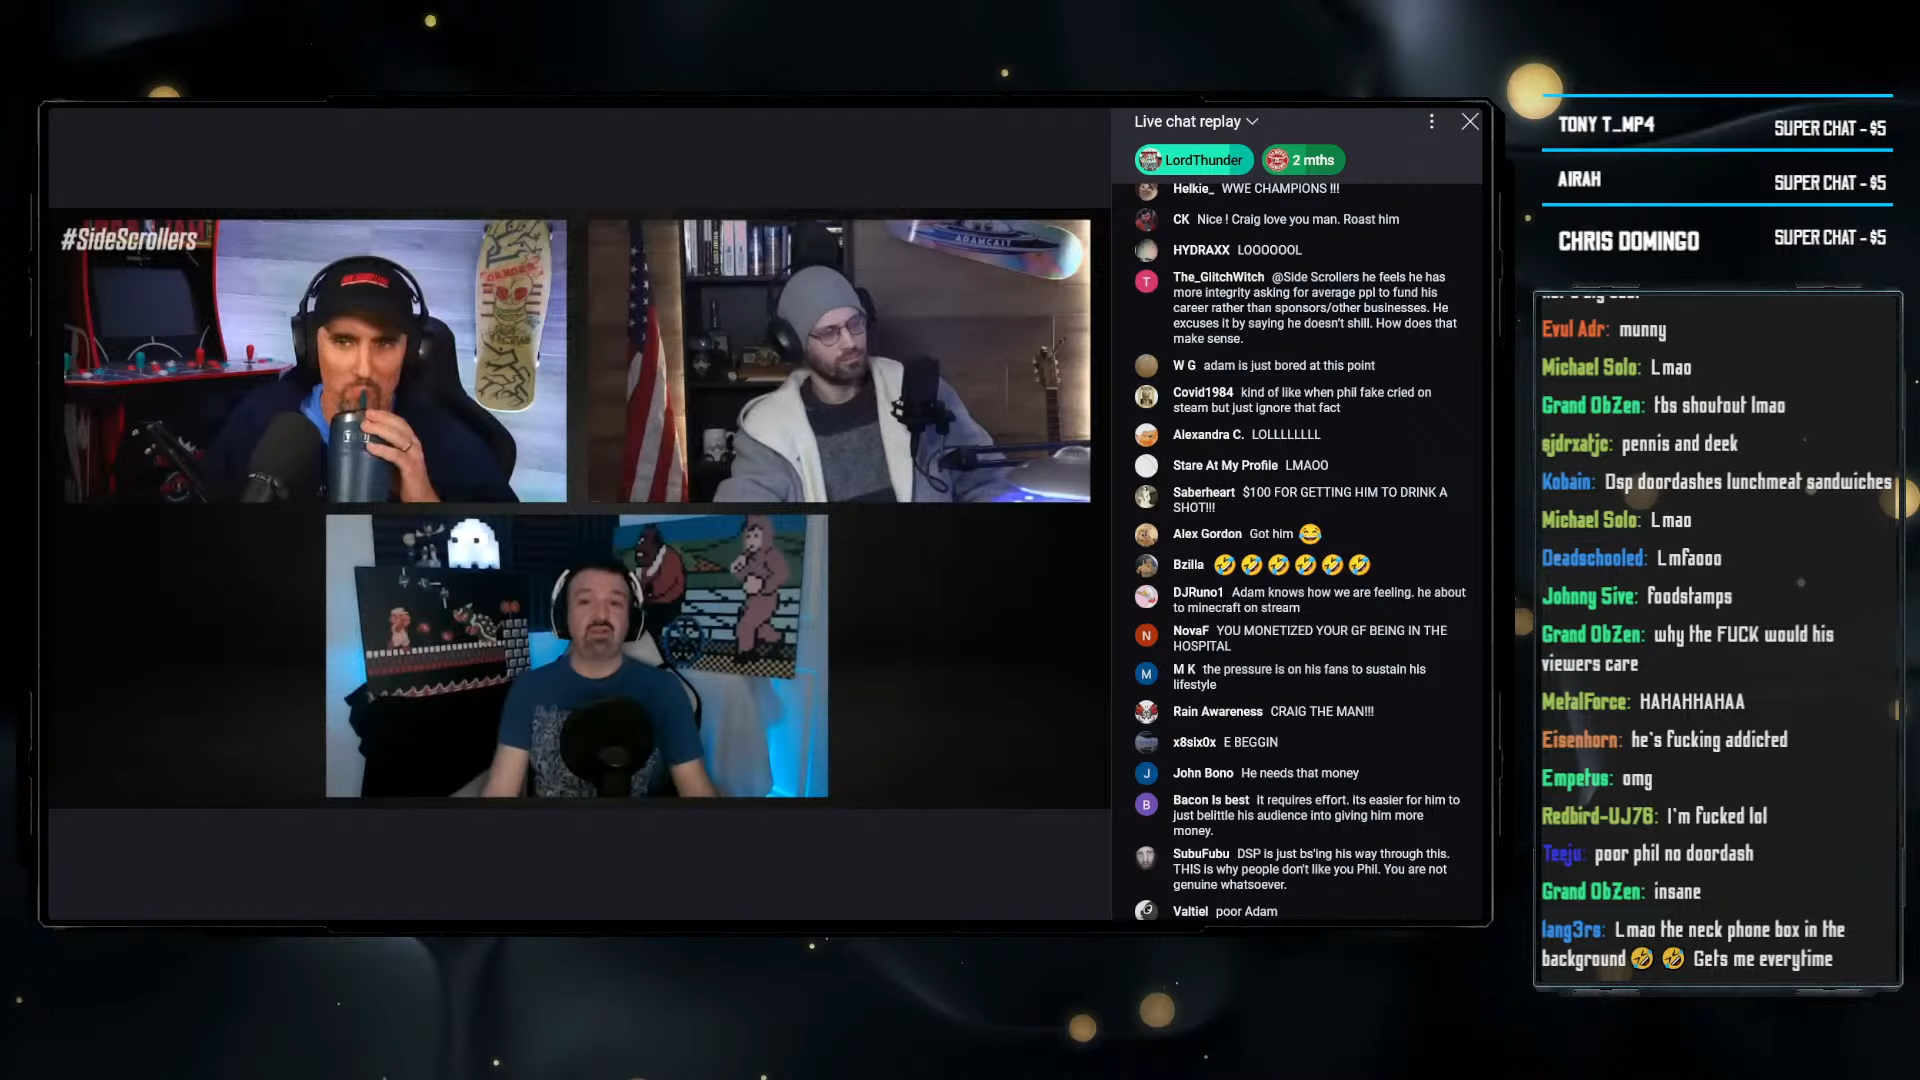 #SideScrollers
ADAMCAST
Live chat replay
LordThunder
2 mths
Helkie_ WWE CHAMPIONS !!!
CK Nice ! Craig love you man. Roast him
HYDRAXX LOOOOOOL
The_GlitchWitch @Side Scrollers he feels he has
more integrity asking for average ppl to fund his
career rather than sponsors/other businesses. He
excuses it by saying he doesn't shill. How does that
make sense.
W G adam is just bored at this point
Covid1984 kind of like when phil fake cried on
steam but just ignore that fact
Alexandra C. LOLLLLLLLL
Stare At My Profile LMAOO
Saberheart $100 FOR GETTING HIM TO DRINK A
SHOT!!!
Alex Gordon Got him 😂
Bzilla 🤣🤣🤣🤣🤣🤣
DJRuno1 Adam knows how we are feeling. he about
to minecraft on stream
NovaF YOU MONETIZED YOUR GF BEING IN THE
HOSPITAL
M K the pressure is on his fans to sustain his
lifestyle
Rain Awareness CRAIG THE MAN!!!
x8six0x E BEGGIN
John Bono He needs that money
Bacon Is best it requires effort. its easier for him to
just belittle his audience into giving him more
money.
SubuFubu DSP is just bs'ing his way through this.
THIS is why people don't like you Phil. You are not
genuine whatsoever.
Valtiel poor Adam
TONY T_MP4 SUPER CHAT - $5
AIRAH SUPER CHAT - $5
CHRIS DOMINGO SUPER CHAT - $5
Evul Adr: munny
Michael Solo: Lmao
Grand ObZen: tbs shoutout lmao
sjdrxatjc: pennis and deek
Kobain: Dsp doordashes lunchmeat sandwiches
Michael Solo: Lmao
Deadschooled: Lmfaooo
Johnny 5ive: foodstamps
Grand ObZen: why the FUCK would his
viewers care
MetalForce: HAHAHHAHAA
Eisenhorn: he's fucking addicted
Empetus: omg
Redbird-UJ76: I'm fucked lol
Teeju: poor phil no doordash
Grand ObZen: insane
lang3rs: Lmao the neck phone box in the
background 🤣 🤣 Gets me everytime